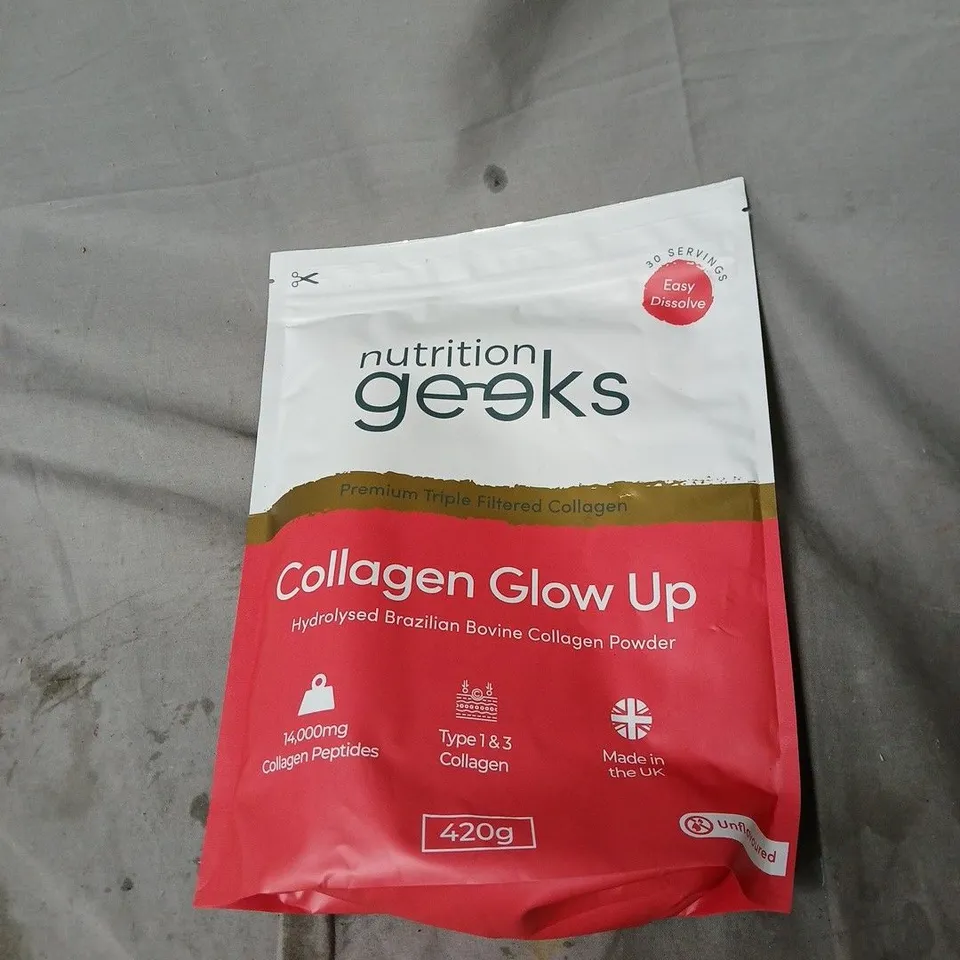 30 SERVINGS
Easy
Dissolve
nutrition
geeks
Premium Triple Filtered Collagen
Collagen Glow Up
Hydrolysed Brazilian Bovine Collagen Powder
14,000mg
Collagen Peptides
Type 1 & 3
Collagen
Made in
the UK
420g
Unflavoured